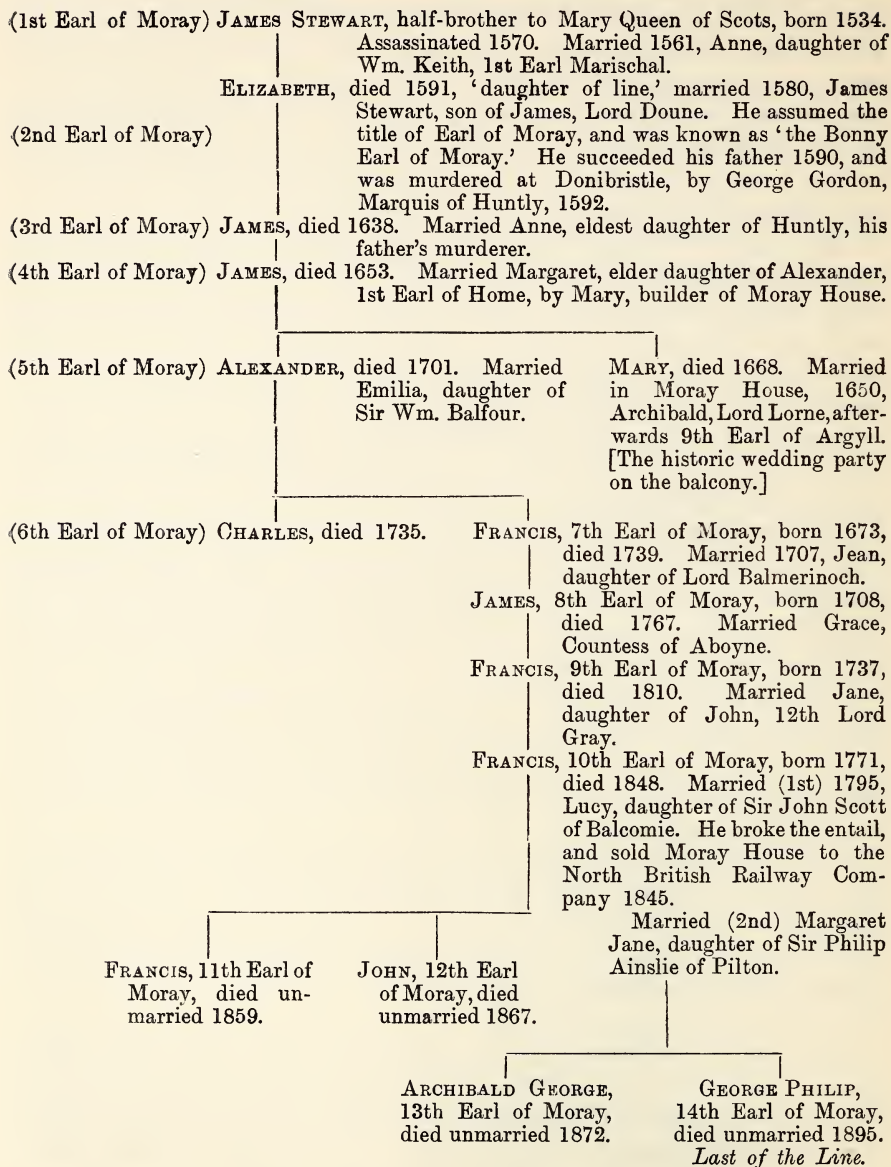 (1st Earl of Moray) JAMES STEWART, half-brother to Mary Queen of Scots, born 1534.
Assassinated 1570. Married 1561, Anne, daughter of
Wm. Keith, 1st Earl Marischal.
ELIZABETH, died 1591, ‘daughter of line,’ married 1580, James
Stewart, son of James, Lord Doune. He assumed the
(2nd Earl of Moray) title of Earl of Moray, and was known as ‘the Bonny
Earl of Moray.’ He succeeded his father 1590, and
was murdered at Donibristle, by George Gordon,
Marquis of Huntly, 1592.
(3rd Earl of Moray) JAMES, died 1638. Married Anne, eldest daughter of Huntly, his
father's murderer.
(4th Earl of Moray) JAMES, died 1653. Married Margaret, elder daughter of Alexander,
1st Earl of Home, by Mary, builder of Moray House.
(5th Earl of Moray) ALEXANDER, died 1701. Married
Emilia, daughter of
Sir Wm. Balfour.
MARY, died 1668. Married
in Moray House, 1650,
Archibald, Lord Lorne, after-
wards 9th Earl of Argyll.
[The historic wedding party
on the balcony.]
(6th Earl of Moray) CHARLES, died 1735.
FRANCIS, 7th Earl of Moray, born 1673,
died 1739. Married 1707, Jean,
daughter of Lord Balmerinoch.
JAMES, 8th Earl of Moray, born 1708,
died 1767. Married Grace,
Countess of Aboyne.
FRANCIS, 9th Earl of Moray, born 1737,
died 1810. Married Jane,
daughter of John, 12th Lord
Gray.
FRANCIS, 10th Earl of Moray, born 1771,
died 1848. Married (1st) 1795,
Lucy, daughter of Sir John Scott
of Balcomie. He broke the entail,
and sold Moray House to the
North British Railway Com-
pany 1845.
Married (2nd) Margaret
Jane, daughter of Sir Philip
Ainslie of Pilton.
FRANCIS, 11th Earl of
Moray, died un-
married 1859.
JOHN, 12th Earl
of Moray, died
unmarried 1867.
ARCHIBALD GEORGE,
13th Earl of Moray,
died unmarried 1872.
GEORGE PHILIP,
14th Earl of Moray,
died unmarried 1895.
Last of the Line.